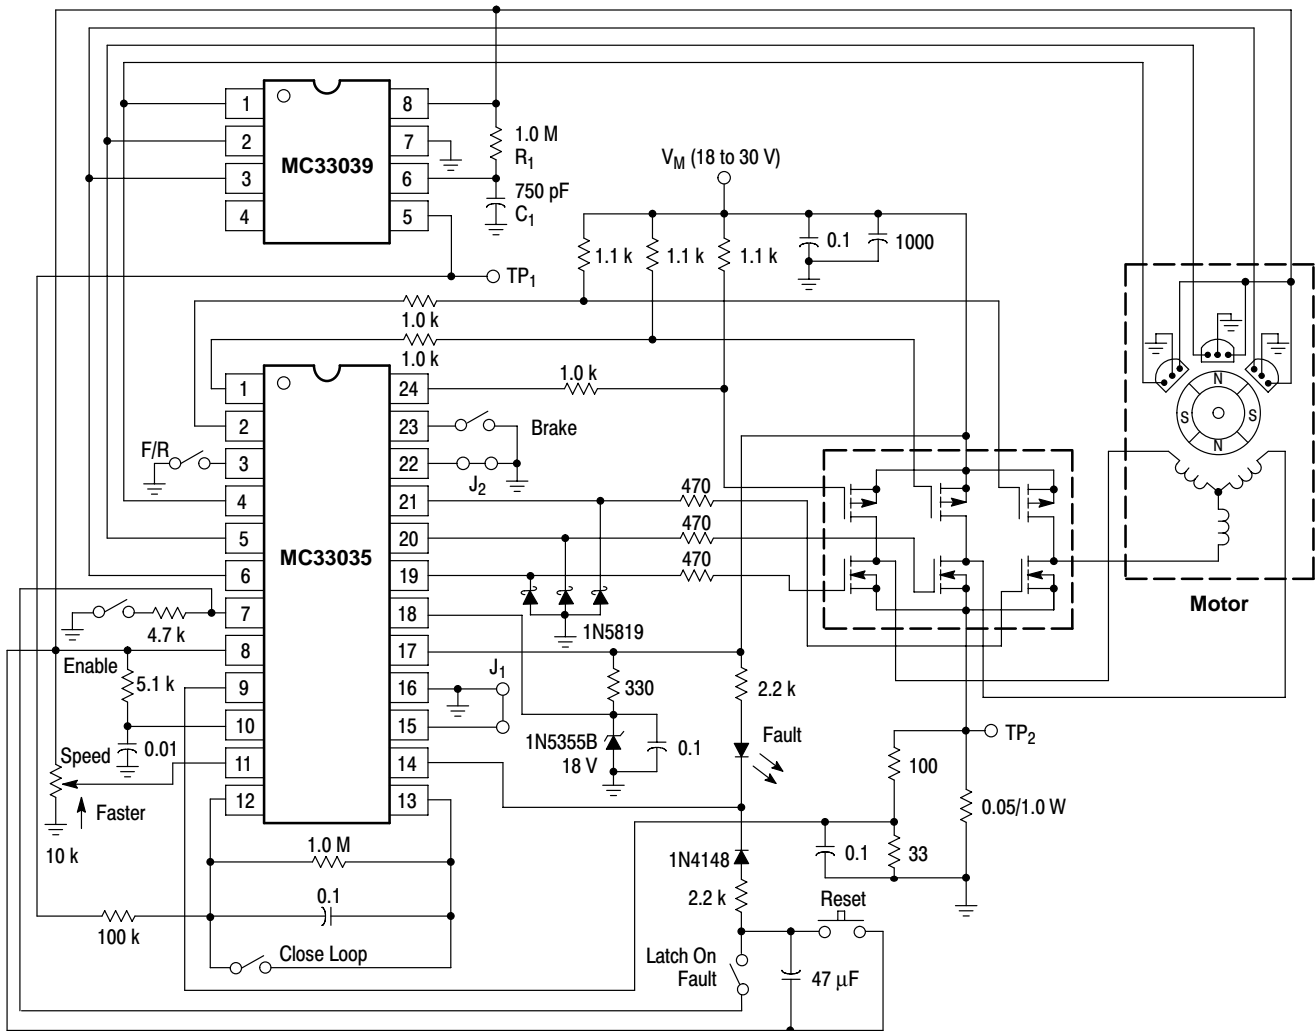 1
2
3
4
MC33039
8
7
6
5
1.0 M
R1
750 pF
C1
TP1
VM (18 to 30 V)
1.1 k
1.1 k
1.1 k
0.1
1000
1.0 k
1.0 k
1.0 k
1
2
3
4
5
6
7
8
9
10
11
12
MC33035
24
23
22
21
20
19
18
17
16
15
14
13
F/R
Brake
J2
470
470
470
1N5819
4.7 k
Enable
5.1 k
0.01
Speed
Faster
10 k
J1
330
1N5355B
18 V
0.1
2.2 k
Fault
TP2
100
0.05/1.0 W
0.1
33
1N4148
2.2 k
Reset
Latch On
Fault
47 µF
1.0 M
0.1
100 k
Close Loop
N
S
S
N
Motor